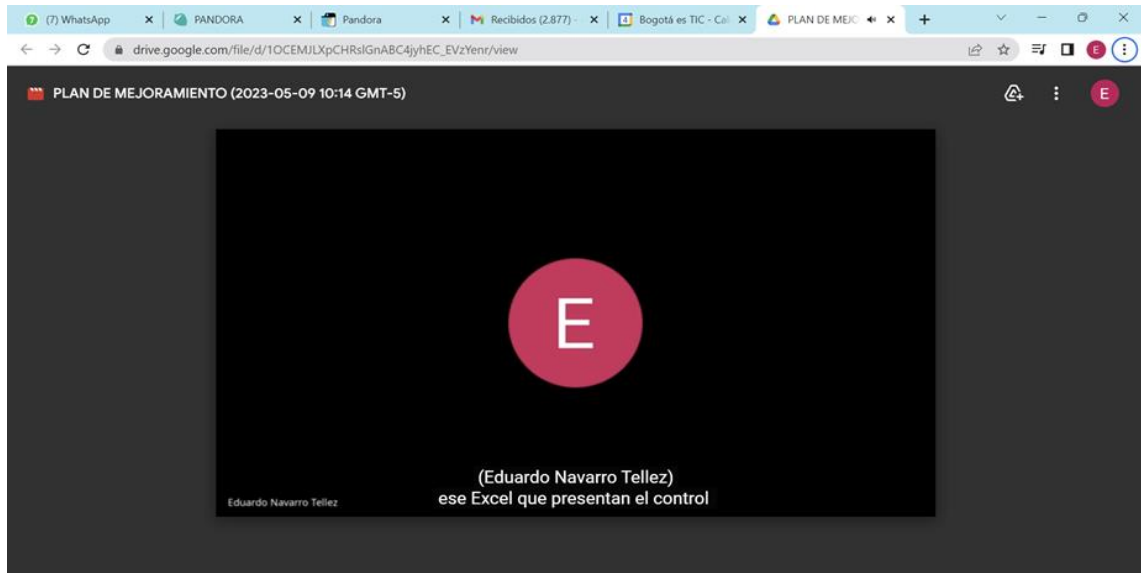 (7) WhatsApp
PANDORA
Pandora
Recibidos (2.877) -
Bogotá es TIC - Cal
PLAN DE MEJO
drive.google.com/file/d/1OCEMJLXpCHRsIGnABC4jyhEC_EVzYenr/view
E
PLAN DE MEJORAMIENTO (2023-05-09 10:14 GMT-5)
E
E
(Eduardo Navarro Tellez)
ese Excel que presentan el control
Eduardo Navarro Tellez